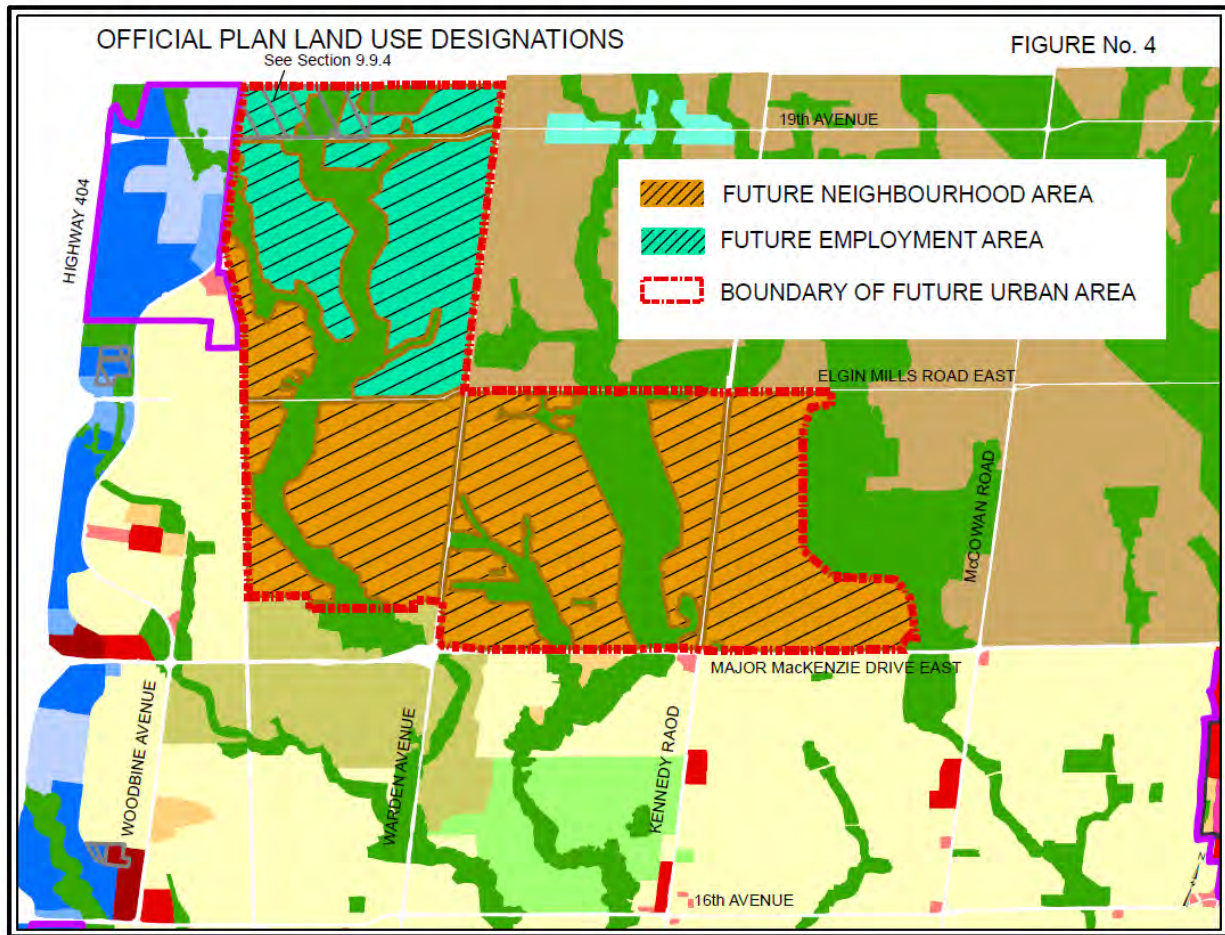 OFFICIAL PLAN LAND USE DESIGNATIONS
FIGURE No. 4
See Section 9.9.4
19th AVENUE
HIGHWAY 404
FUTURE NEIGHBOURHOOD AREA
FUTURE EMPLOYMENT AREA
BOUNDARY OF FUTURE URBAN AREA
ELGIN MILLS ROAD EAST
McCOWAN ROAD
MAJOR MacKENZIE DRIVE EAST
WOODBINE AVENUE
WARDEN AVENUE
KENNEDY RAOD
16th AVENUE
N